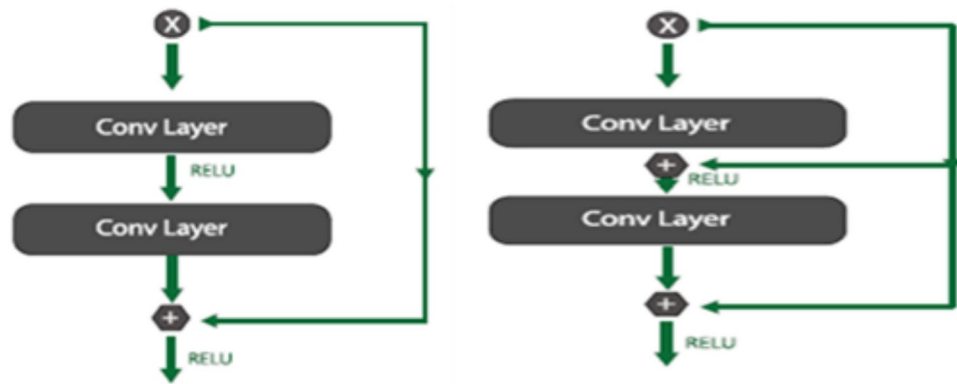 X
Conv Layer
RELU
Conv Layer
+
RELU
X
Conv Layer
+
RELU
Conv Layer
+
RELU